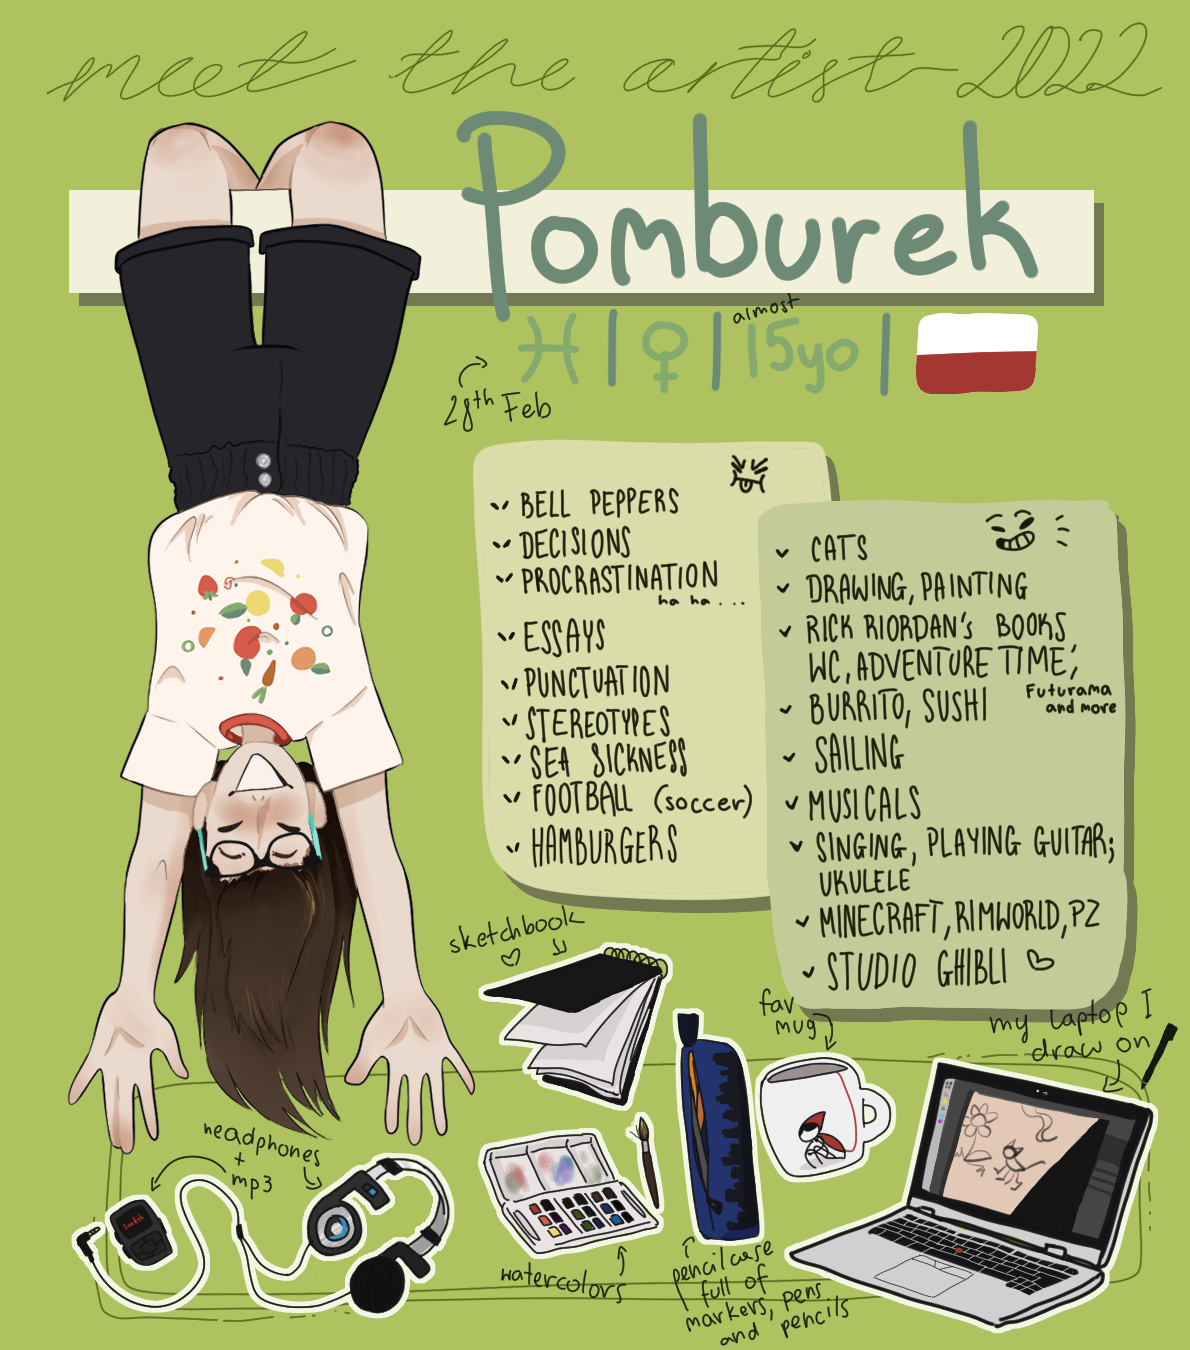 meet the artist 2022
Pomburek
almost
15yo
28th Feb
BELL PEPPERS
DECISIONS
PROCRASTINATION
ha ha...
ESSAYS
PUNCTUATION
STEREOTYPES
SEA SICKNESS
FOOTBALL (soccer)
HAMBURGERS
CATS
DRAWING, PAINTING
RICK RIORDAN's BOOKS
WC, ADVENTURE TIME;
Futurama
and more
BURRITO, SUSHI
SAILING
MUSICALS
SINGING, PLAYING GUITAR;
UKULELE
MINECRAFT, RIMWORLD, PZ
STUDIO GHIBLI
sketchbook
fav
mug
my laptop I
draw on
headphones
+
mp3
Sandisk
watercolors
pencilcase
full of
markers, pens
and pencils